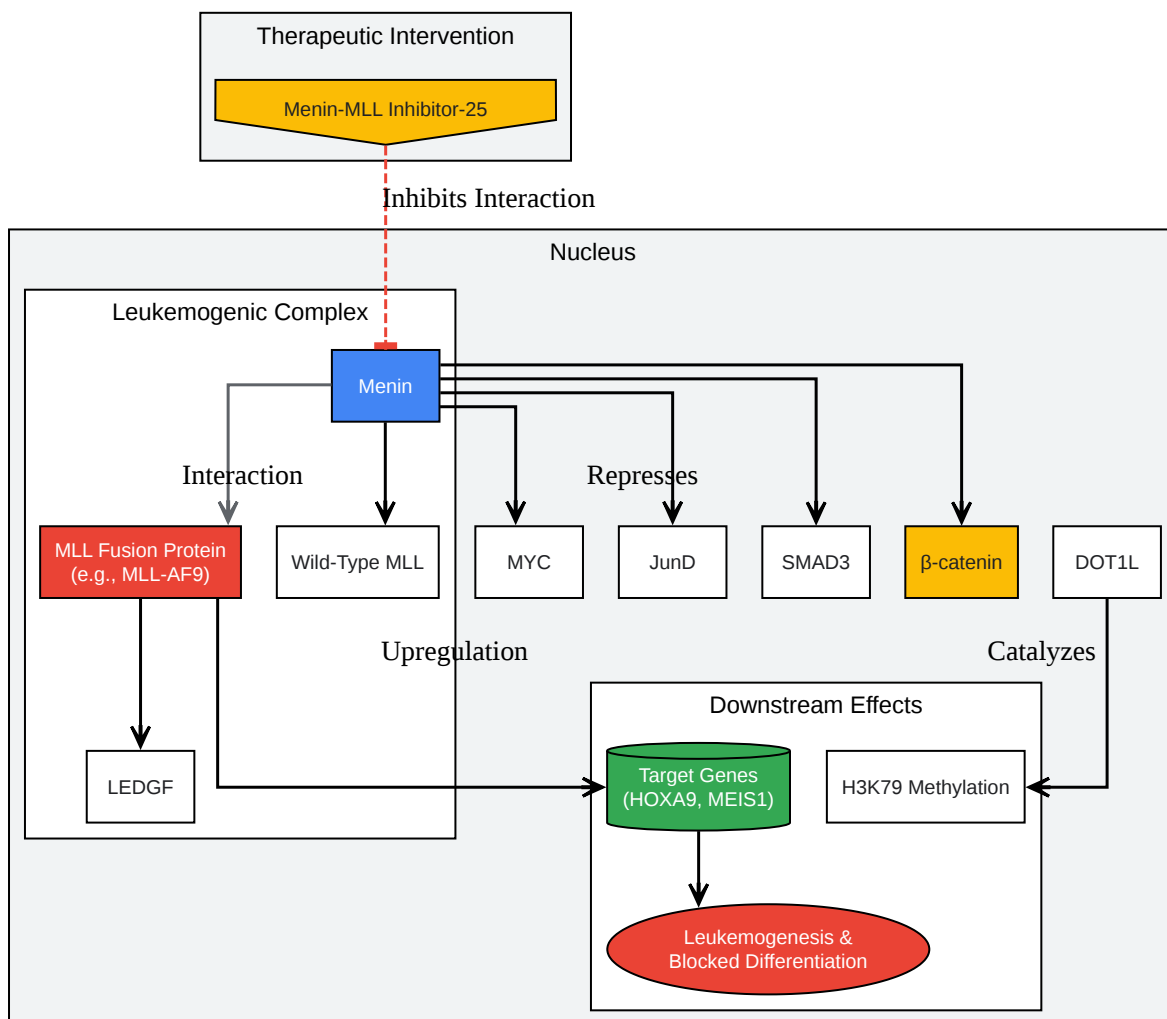 Therapeutic Intervention
Menin-MLL Inhibitor-25
Inhibits Interaction
Nucleus
Leukemogenic Complex
Menin
Interaction
Represses
MLL Fusion Protein
(e.g., MLL-AF9)
Wild-Type MLL
MYC
JunD
SMAD3
β-catenin
DOT1L
Upregulation
Catalyzes
Downstream Effects
LEDGF
Target Genes
(HOXA9, MEIS1)
H3K79 Methylation
Leukemogenesis &
Blocked Differentiation